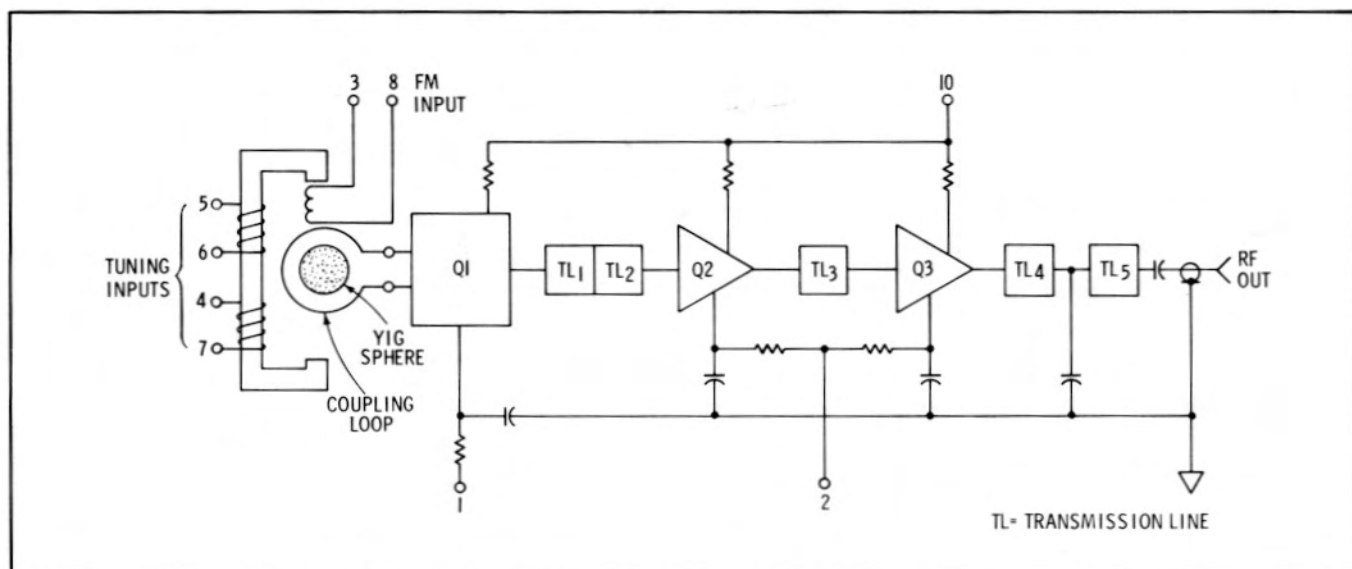 3 8 FM
INPUT
10
5
6
TUNING
INPUTS
4
7
YIG
SPHERE
COUPLING
LOOP
Q1
TL1 TL2
Q2
TL3
Q3
TL4
TL5
RF
OUT
1
2
TL= TRANSMISSION LINE